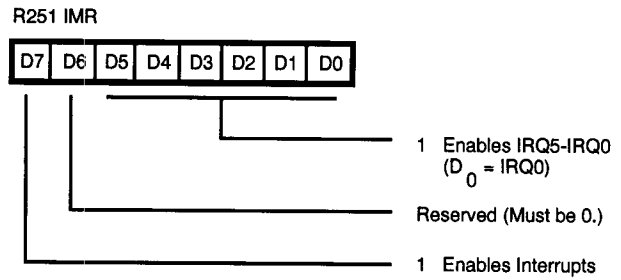 R251 IMR
D7 D6 D5 D4 D3 D2 D1 D0
1 Enables IRQ5-IRQ0
(D0 = IRQ0)
Reserved (Must be 0.)
1 Enables Interrupts